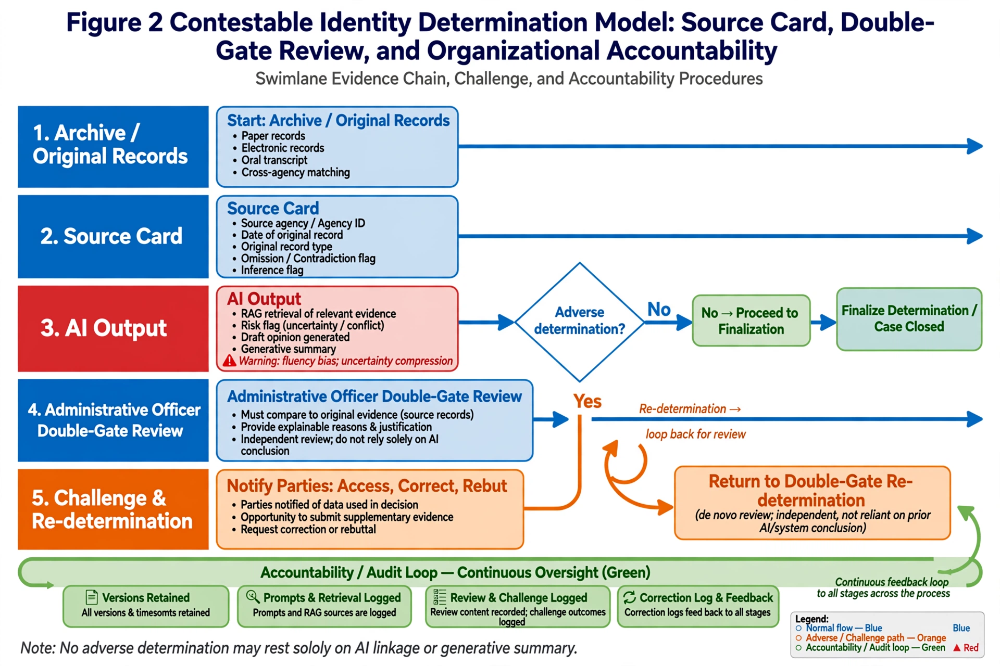 Figure 2 Contestable Identity Determination Model: Source Card, Double-
Gate Review, and Organizational Accountability
Swimlane Evidence Chain, Challenge, and Accountability Procedures
1. Archive /
Original Records
Start: Archive / Original Records
• Paper records
• Electronic records
• Oral transcript
• Cross-agency matching
2. Source Card
Source Card
• Source agency / Agency ID
• Date of original record
• Original record type
• Omission / Contradiction flag
• Inference flag
3. AI Output
AI Output
• RAG retrieval of relevant evidence
• Risk flag (uncertainty / conflict)
• Draft opinion generated
• Generative summary
Warning: fluency bias; uncertainty compression
Adverse
determination?
No
No → Proceed to
Finalization
Finalize Determination /
Case Closed
4. Administrative Officer
Double-Gate Review
Administrative Officer Double-Gate Review
• Must compare to original evidence (source records)
• Provide explainable reasons & justification
• Independent review; do not rely solely on AI
conclusion
Yes
Re-determination →
loop back for review
5. Challenge &
Re-determination
Notify Parties: Access, Correct, Rebut
• Parties notified of data used in decision
• Opportunity to submit supplementary evidence
• Request correction or rebuttal
Return to Double-Gate Re-
determination
(de novo review; independent, not reliant on prior
AI/system conclusion)
Accountability / Audit Loop — Continuous Oversight (Green)
Continuous feedback loop
to all stages across the process
Versions Retained
All versions & timesomts retained
Prompts & Retrieval Logged
Prompts and RAG sources are logged
Review & Challenge Logged
Review content recorded; challenge outcomes
logged
Correction Log & Feedback
Correction logs feed back to all stages
Legend:
Normal flow — Blue Blue
Adverse / Challenge path — Orange
Accountability / Audit loop — Green Red
Note: No adverse determination may rest sololy on AI linkage or generative summary.